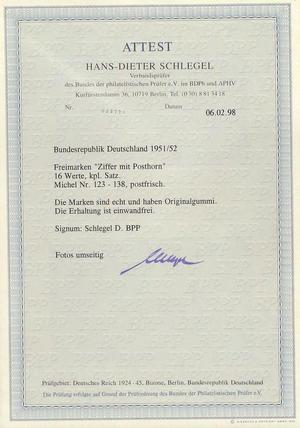 ATTEST
HANS-DIETER SCHLEGEL
Verbandsprüfer
des Bundes der philatelistischen Prüfer e.V. im BDPh und APHV
Kurfürstendamm 36, 10719 Berlin, Tel. (0 30) 8 81 34 18
Nr. Datum
06.02.98
Bundesrepublik Deutschland 1951/52
Freimarken "Ziffer mit Posthorn"
16 Werte, kpl. Satz.
Michel Nr. 123 - 138, postfrisch.
Die Marken sind echt und haben Originalgummi.
Die Erhaltung ist einwandfrei.
Signum: Schlegel D. BPP
Fotos umseitig
Prüfgebiet: Deutsches Reich 1924 - 45, Bizone, Berlin, Bundesrepublik Deutschland
Die Prüfung erfolgte auf Grund der Prüfordnung des Bundes der Philatelistischen Prüfer e.V.